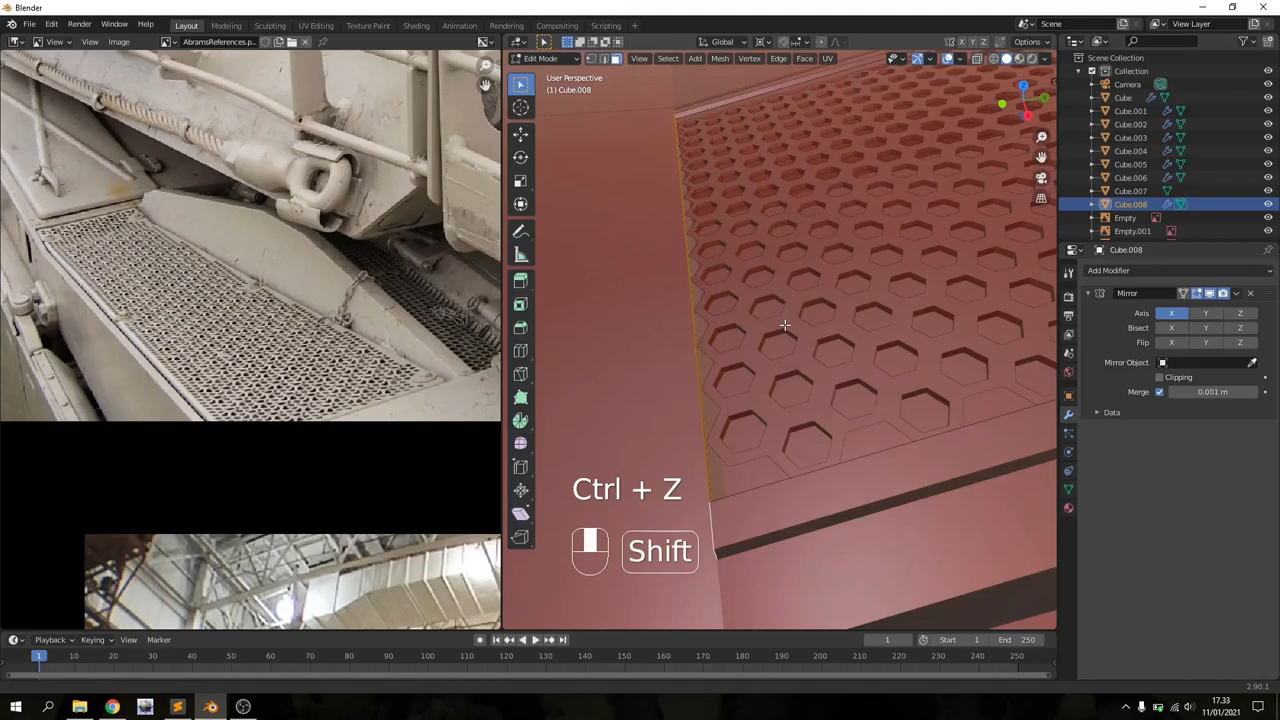 Blender
File Edit Render Window Help Layout Modeling Sculpting UV Editing Texture Paint Shading Animation Rendering Compositing Scripting + Scene View Layer
View View Image AbramsReferences.p... Global Options X Y Z
Edit Mode View Select Add Mesh Vertex Edge Face UV
User Perspective
(1) Cube.008
Scene Collection
Collection
Camera
Cube
Cube.001
Cube.002
Cube.003
Cube.004
Cube.005
Cube.006
Cube.007
Cube.008
Empty
Empty.001
Cube.008
Add Modifier
Mirror
Axis X Y Z
Bisect X Y Z
Flip X Y Z
Mirror Object
Clipping
Merge 0.001 m
Data
Ctrl + Z
Shift
Playback Keying View Marker 1 Start 1 End 250
1 10 20 30 40 50 60 70 80 90 100 110 120 130 140 150 160 170 180 190 200 210 220 230 240 250
2.90.1
17.33
11/01/2021